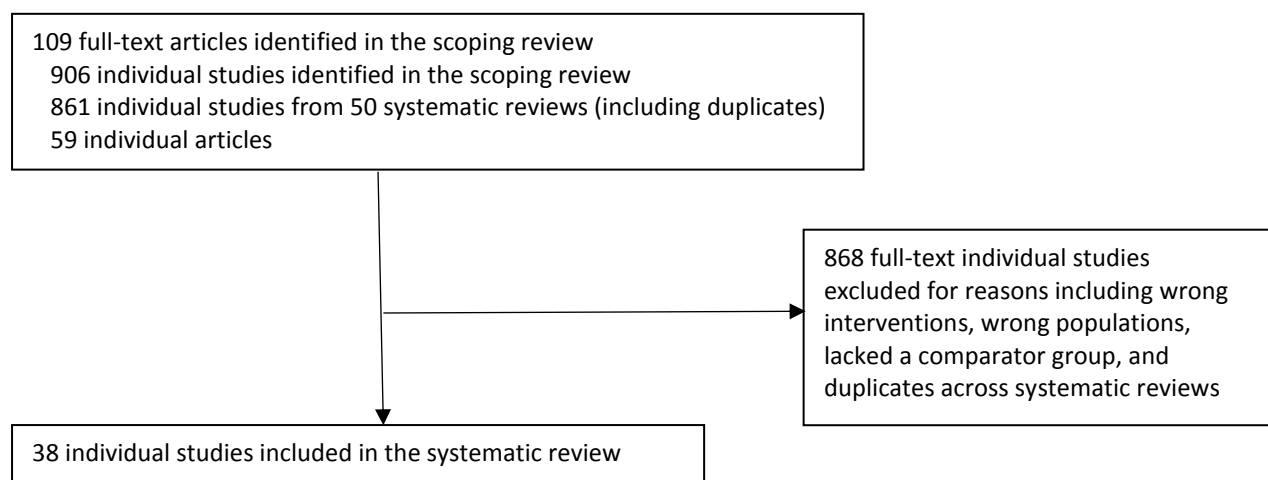 109 full-text articles identified in the scoping review
906 individual studies identified in the scoping review
861 individual studies from 50 systematic reviews (including duplicates)
59 individual articles
868 full-text individual studies
excluded for reasons including wrong
interventions, wrong populations,
lacked a comparator group, and
duplicates across systematic reviews
38 individual studies included in the systematic review